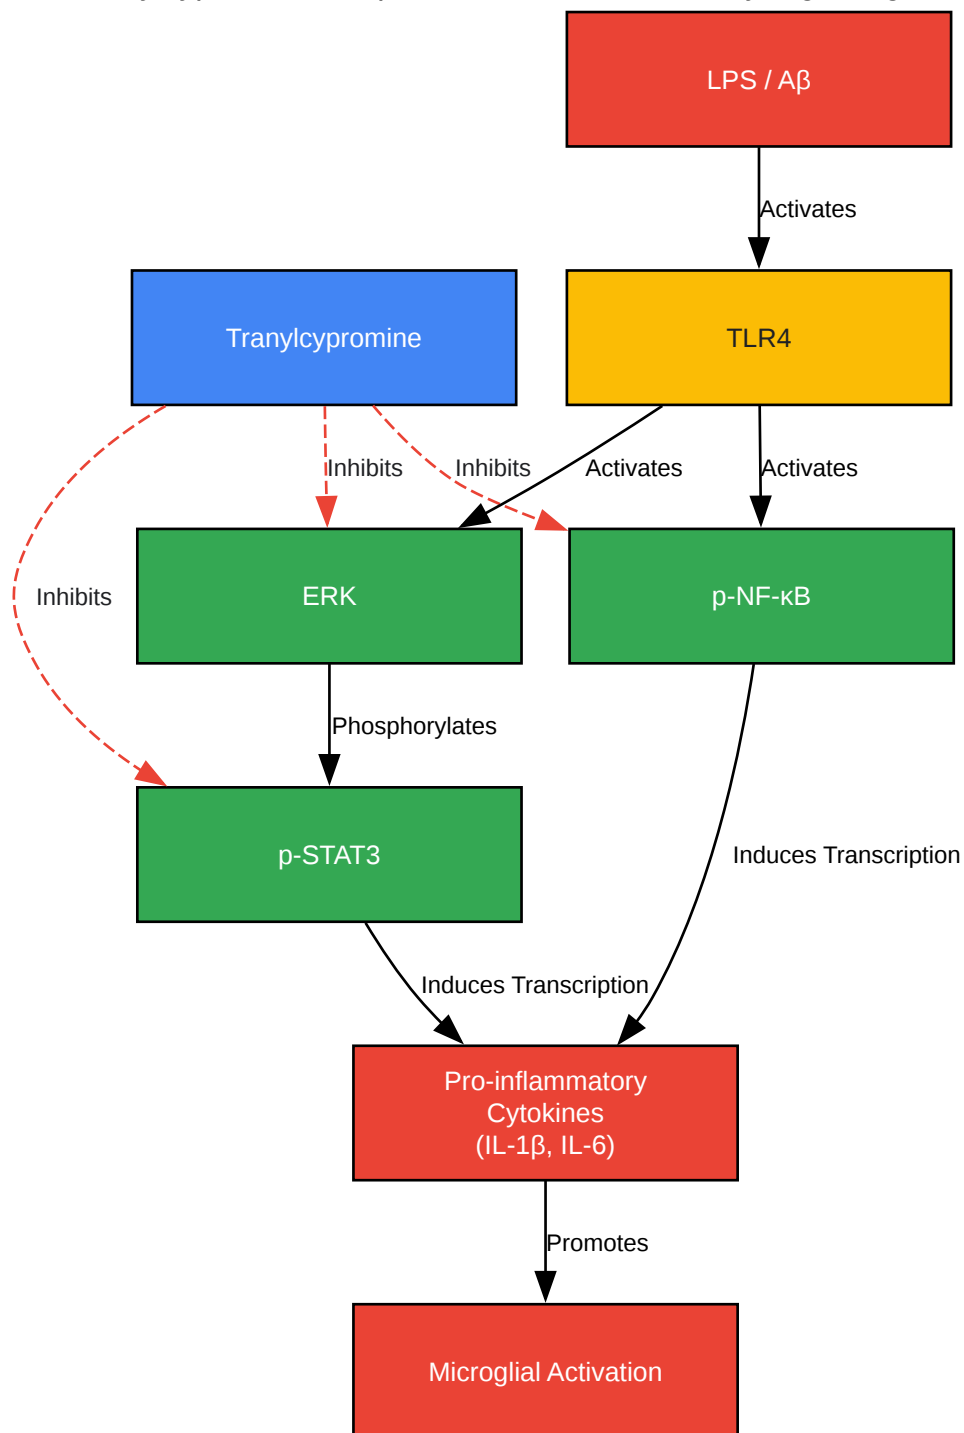 LPS / Aβ
Activates
Tranylcypromine
TLR4
Inhibits
Inhibits
Activates
Activates
ERK
p-NF-κB
Inhibits
Phosphorylates
p-STAT3
Induces Transcription
Induces Transcription
Pro-inflammatory
Cytokines
(IL-1β, IL-6)
Promotes
Microglial Activation